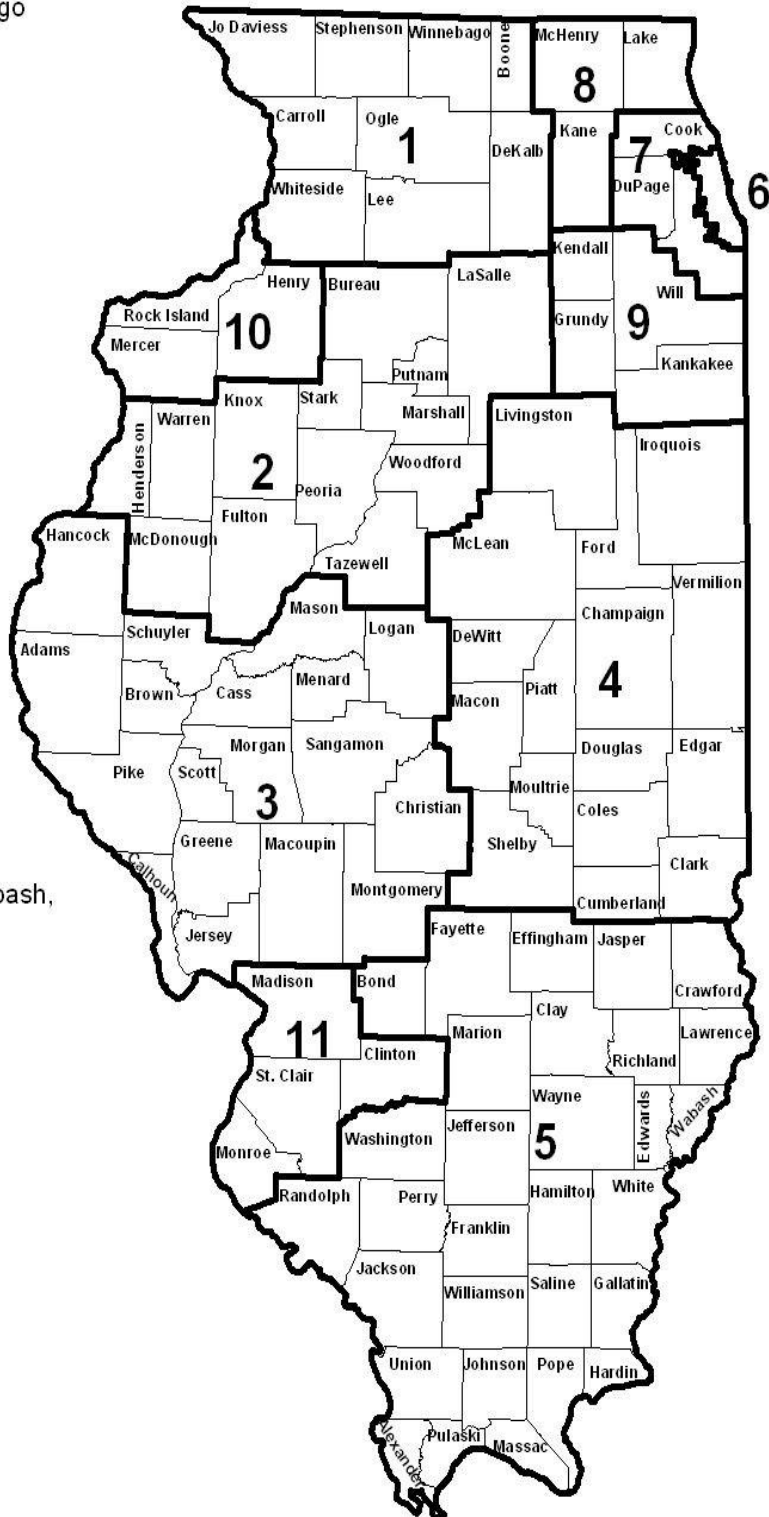 go
Jo Daviess
Stephenson
Winnebago
Boone
McHenry
Lake
8
Carroll
Ogle
1
DeKalb
Kane
7
Cook
DuPage
6
Whiteside
Lee
Kendall
Will
Grundy
9
Kankakee
Rock Island
Henry
10
Mercer
Bureau
LaSalle
Putnam
Stark
Marshall
Knox
Warren
Henderson
2
Peoria
Woodford
Fulton
McDonough
Tazewell
Livingston
Iroquois
Hancock
McLean
Ford
Vermilion
Mason
Logan
Champaign
Schuyler
DeWitt
Adams
Brown
Cass
Menard
Macon
Piatt
4
Morgan
Sangamon
Douglas
Edgar
Pike
Scott
3
Christian
Moultrie
Coles
Greene
Macoupin
Shelby
Clark
Calhoun
Montgomery
Cumberland
bash,
Jersey
Fayette
Effingham
Jasper
Madison
Bond
Crawford
11
Clinton
Marion
Clay
Richland
Lawrence
St. Clair
Wayne
Edwards
Wabash
Monroe
Washington
Jefferson
5
Randolph
Perry
Hamilton
White
Franklin
Jackson
Williamson
Saline
Gallatin
Union
Johnson
Pope
Hardin
Alexander
Pulaski
Massac